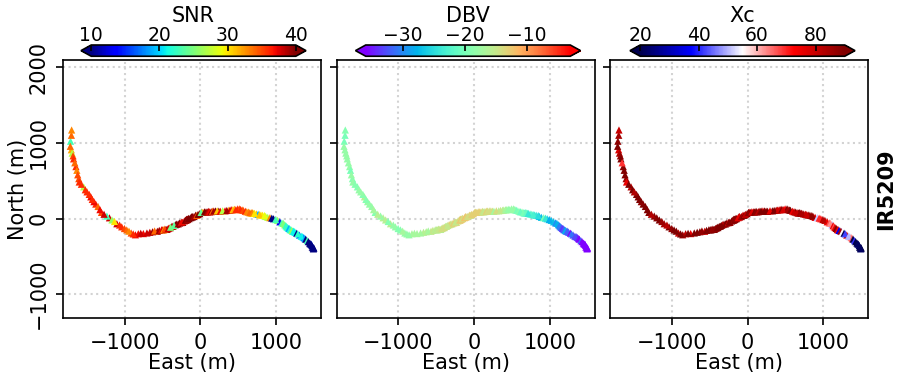 SNR DBV Xc
10 20 30 40 −30 −20 −10 20 40 60 80
2000
1000
0
−1000
North (m)
IR5209
−1000 0 1000 −1000 0 1000 −1000 0 1000
East (m) East (m) East (m)